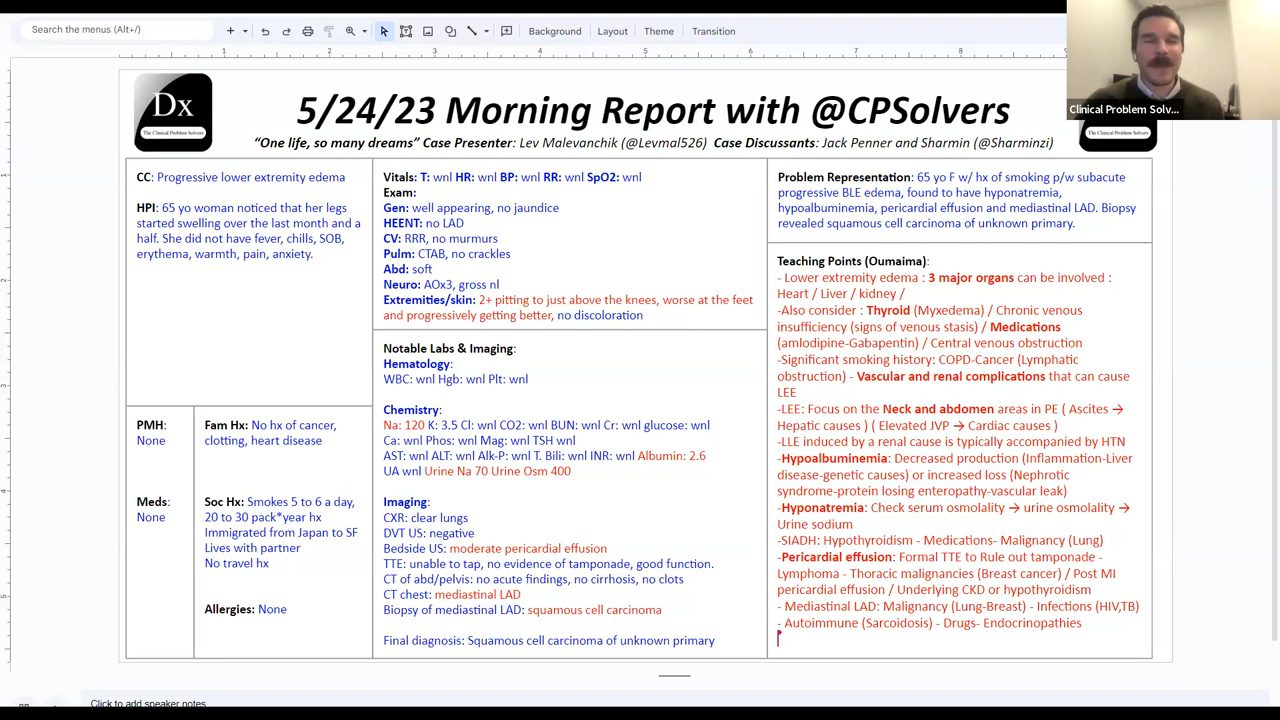 Search the menus (Alt+/)
Background
Layout
Theme
Transition
1
2
3
4
5
6
7
8
9
Clinical Problem Solv...
Dx
The Clinical Problem Solvers
5/24/23 Morning Report with @CPSolvers
The Clinical Problem Solvers
"One life, so many dreams" Case Presenter: Lev Malevanchik (@Levmal526) Case Discussants: Jack Penner and Sharmin (@Sharminzi)
CC: Progressive lower extremity edema
HPI: 65 yo woman noticed that her legs
started swelling over the last month and a
half. She did not have fever, chills, SOB,
erythema, warmth, pain, anxiety.
PMH:
None
Meds:
None
Fam Hx: No hx of cancer,
clotting, heart disease
Soc Hx: Smokes 5 to 6 a day,
20 to 30 pack*year hx
Immigrated from Japan to SF
Lives with partner
No travel hx
Allergies: None
Vitals: T: wnl HR: wnl BP: wnl RR: wnl SpO2: wnl
Exam:
Gen: well appearing, no jaundice
HEENT: no LAD
CV: RRR, no murmurs
Pulm: CTAB, no crackles
Abd: soft
Neuro: AOx3, gross nl
Extremities/skin: 2+ pitting to just above the knees, worse at the feet
and progressively getting better, no discoloration
Notable Labs & Imaging:
Hematology:
WBC: wnl Hgb: wnl Plt: wnl
Chemistry:
Na: 120 K: 3.5 Cl: wnl CO2: wnl BUN: wnl Cr: wnl glucose: wnl
Ca: wnl Phos: wnl Mag: wnl TSH wnl
AST: wnl ALT: wnl Alk-P: wnl T. Bili: wnl INR: wnl Albumin: 2.6
UA wnl Urine Na 70 Urine Osm 400
Imaging:
CXR: clear lungs
DVT US: negative
Bedside US: moderate pericardial effusion
TTE: unable to tap, no evidence of tamponade, good function.
CT of abd/pelvis: no acute findings, no cirrhosis, no clots
CT chest: mediastinal LAD
Biopsy of mediastinal LAD: squamous cell carcinoma
Final diagnosis: Squamous cell carcinoma of unknown primary
Problem Representation: 65 yo F w/ hx of smoking p/w subacute
progressive BLE edema, found to have hyponatremia,
hypoalbuminemia, pericardial effusion and mediastinal LAD. Biopsy
revealed squamous cell carcinoma of unknown primary.
Teaching Points (Oumaima):
- Lower extremity edema : 3 major organs can be involved :
Heart / Liver / kidney /
-Also consider : Thyroid (Myxedema) / Chronic venous
insufficiency (signs of venous stasis) / Medications
(amlodipine-Gabapentin) / Central venous obstruction
-Significant smoking history: COPD-Cancer (Lymphatic
obstruction) - Vascular and renal complications that can cause
LEE
-LEE: Focus on the Neck and abdomen areas in PE ( Ascites →
Hepatic causes ) ( Elevated JVP → Cardiac causes )
-LLE induced by a renal cause is typically accompanied by HTN
-Hypoalbuminemia: Decreased production (Inflammation-Liver
disease-genetic causes) or increased loss (Nephrotic
syndrome-protein losing enteropathy-vascular leak)
-Hyponatremia: Check serum osmolality → urine osmolality →
Urine sodium
-SIADH: Hypothyroidism - Medications- Malignancy (Lung)
-Pericardial effusion: Formal TTE to Rule out tamponade -
Lymphoma - Thoracic malignancies (Breast cancer) / Post MI
pericardial effusion / Underlying CKD or hypothyroidism
- Mediastinal LAD: Malignancy (Lung-Breast) - Infections (HIV,TB)
- Autoimmune (Sarcoidosis) - Drugs- Endocrinopathies
Click to add speaker notes